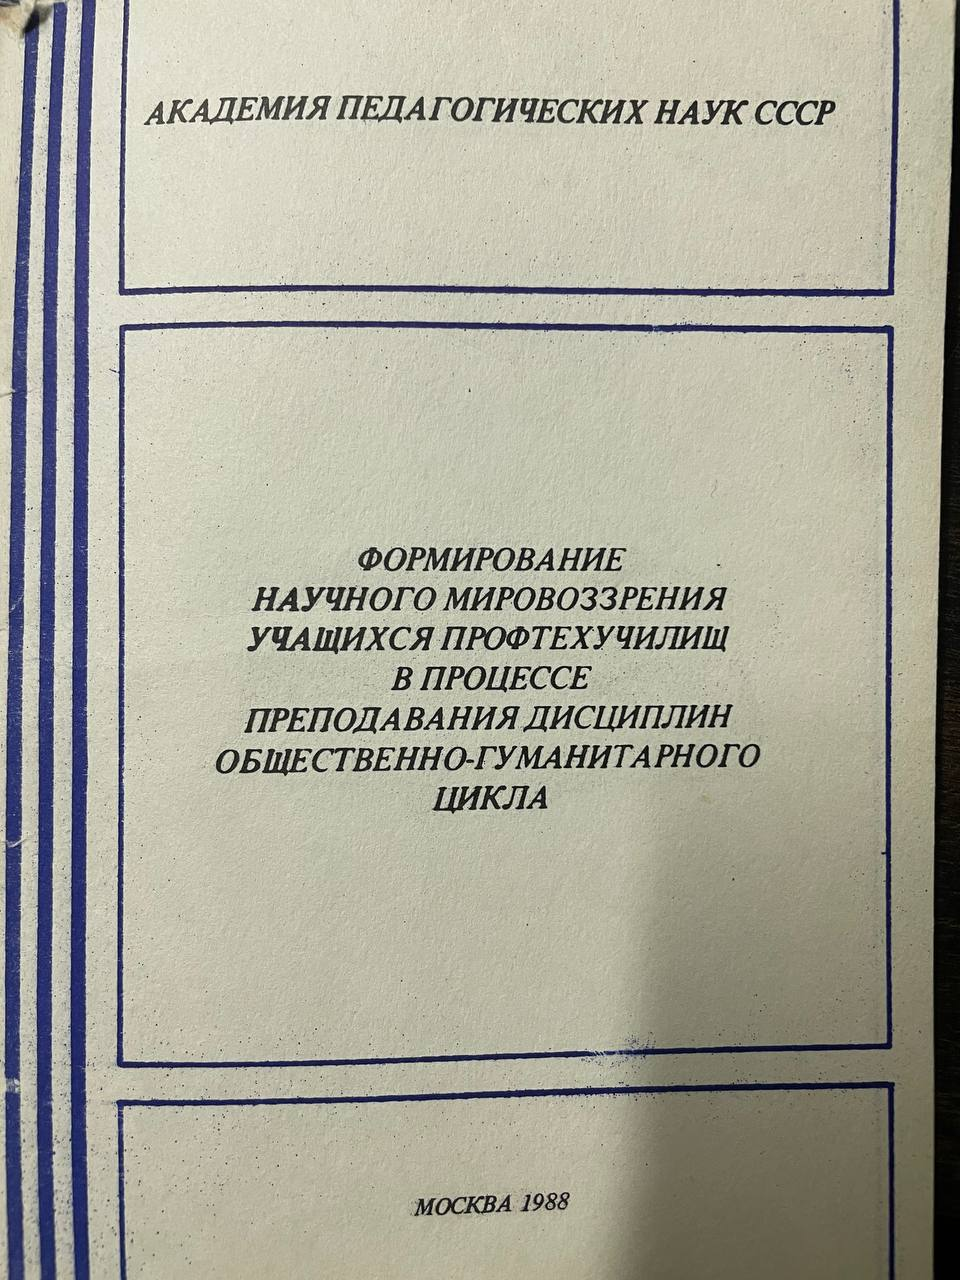 АКАДЕМИЯ ПЕДАГОГИЧЕСКИХ НАУК СССР
ФОРМИРОВАНИЕ
НАУЧНОГО МИРОВОЗЗРЕНИЯ
УЧАЩИХСЯ ПРОФТЕХУЧИЛИЩ
В ПРОЦЕССЕ
ПРЕПОДАВАНИЯ ДИСЦИПЛИН
ОБЩЕСТВЕННО-ГУМАНИТАРНОГО
ЦИКЛА
МОСКВА 1988